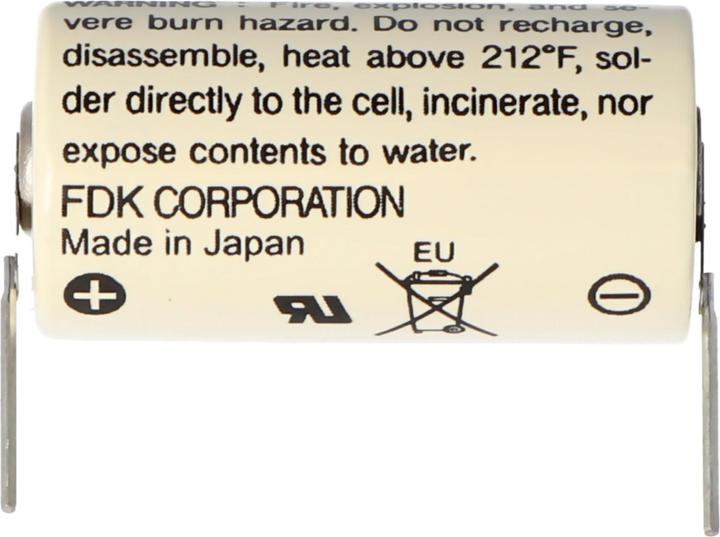 WARNING : Fire, explosion, and se-
vere burn hazard. Do not recharge,
disassemble, heat above 212°F, sol-
der directly to the cell, incinerate, nor
expose contents to water.
FDK CORPORATION
Made in Japan
EU
+ −